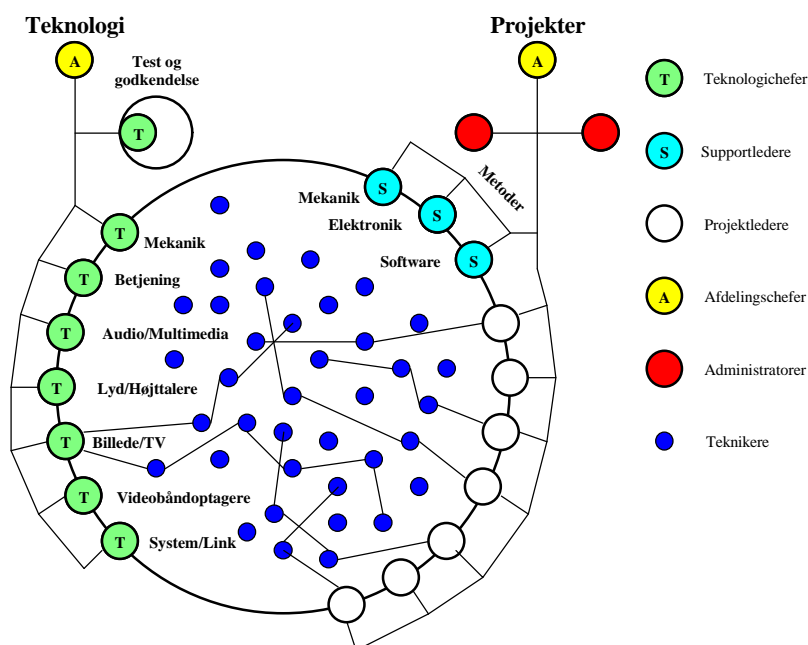 Teknologi
Projekter
A
Test og
godkendelse
T
A
T
Teknologichefer
S
Supportledere
Metoder
Mekanik
S
Elektronik
S
Software
S
Projektledere
T
Mekanik
T
Betjening
A
Afdelingschefer
T
Audio/Multimedia
T
Lyd/Højttalere
Administratorer
T
Billede/TV
Teknikere
T
Videobåndoptagere
T
System/Link